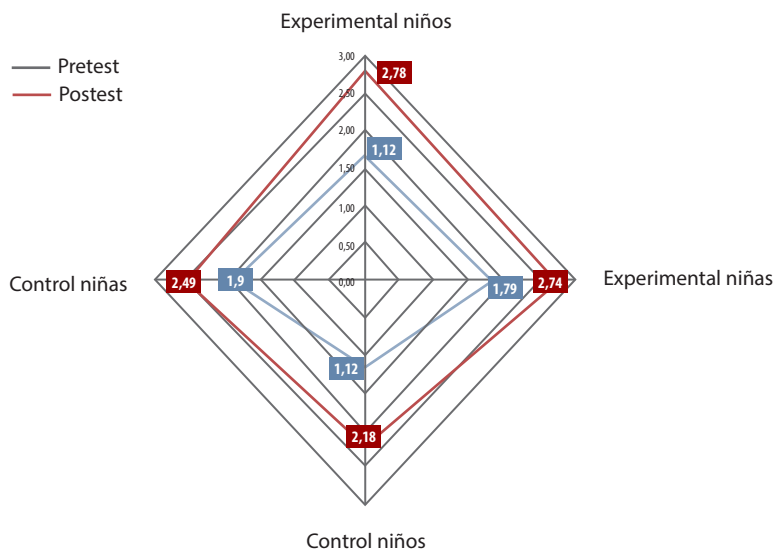 Experimental niños
Pretest
Postest
3,00
2,50
2,00
1,50
1,00
0,50
0,00
2,78
1,12
Control niñas
2,49
1,9
1,79
2,74
Experimental niñas
1,12
2,18
Control niños